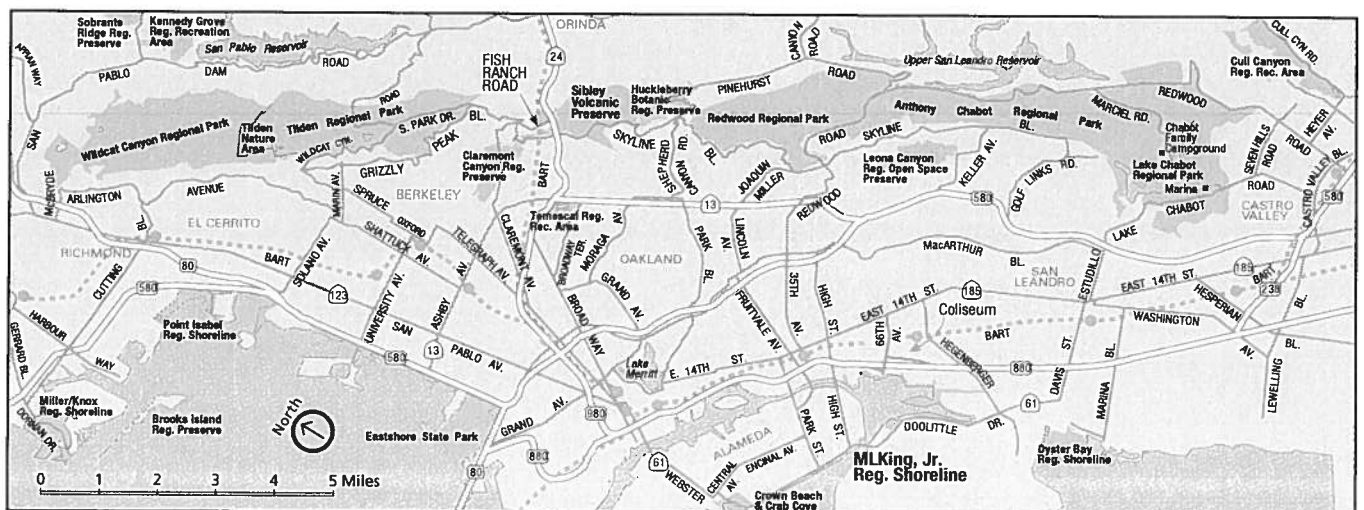 Sobrante
Ridge Reg.
Preserve
Kennedy Grove
Reg. Recreation
Area
San Pablo Reservoir
ORINDA
24
CANYON
ROAD
Upper San Leandro Reservoir
CULL CYN RD.
Cull Canyon
Reg. Rec. Area
APPIAN WAY
SAN
PABLO
DAM
ROAD
FISH
RANCH
ROAD
Sibley
Volcanic
Preserve
Huckleberry
Botanic
Reg. Preserve
PINEHURST
ROAD
Redwood Regional Park
Anthony Chabot Regional
Park
MARCIEL RD.
REDWOOD
ROAD
HEYER
AV.
Chabot
Family
Campground
SEVEN HILLS
ROAD
Wildcat Canyon Regional Park
Tilden
Nature
Area
Tilden Regional Park
ROAD
WILDCAT CYN.
S. PARK DR.
GRIZZLY
PEAK
BL.
Claremont
Canyon Reg.
Preserve
BART
SKYLINE
BL.
SHEPHERD
CANYON
RD.
JOAQUIN
MILLER
ROAD
SKYLINE
BL.
Leona Canyon
Reg. Open Space
Preserve
KELLER AV.
GOLF LINKS RD.
Lake Chabot
Regional Park
Marina
LAKE
CHABOT
ROAD
CASTRO VALLEY BL.
580
CASTRO
VALLEY
McBRYDE
ARLINGTON
BL.
AVENUE
EL CERRITO
MARIN AV.
SPRUCE
BERKELEY
OXFORD
SHATTUCK AV.
TELEGRAPH AV.
CLAREMONT AV.
Temescal Reg.
Rec. Area
BROADWAY
TER.
MORAGA
AV
13
OAKLAND
PARK
BL.
LINCOLN
AV.
REDWOOD
580
RICHMOND
CUTTING
BART
80
580
SOLANO AV.
123
UNIVERSITY AV.
ASHBY
AV.
13
SAN
PABLO AV.
580
BROAD
WAY
GRAND
AV.
FRUITVALE AV.
35TH
AV.
HIGH ST.
MacARTHUR
BL.
EAST 14TH ST.
185
Coliseum
66TH
AV.
HEGENBERGER
BART
SAN
LEANDRO
ESTUDILLO
EAST 14TH ST.
185
BART
238
HESPERIAN
AV.
WASHINGTON
BL.
LEWELLING
HARBOUR
WAY
GERRARD BL.
Point Isabel
Reg. Shoreline
Miller/Knox
Reg. Shoreline
DORNAN DR.
Brooks Island
Reg. Preserve
North
Eastshore State Park
Lake
Merritt
E. 14TH
ST.
980
GRAND
AV.
80
880
61
WEBSTER
ALAMEDA
CENTRAL
AV.
ENCINAL AV.
PARK ST
HIGH ST.
DOOLITTLE
DR.
880
61
DAVIS
ST.
MARINA
BL.
Oyster Bay
Reg. Shoreline
MLKing, Jr.
Reg. Shoreline
Crown Beach
& Crab Cove
0 1 2 3 4 5 Miles